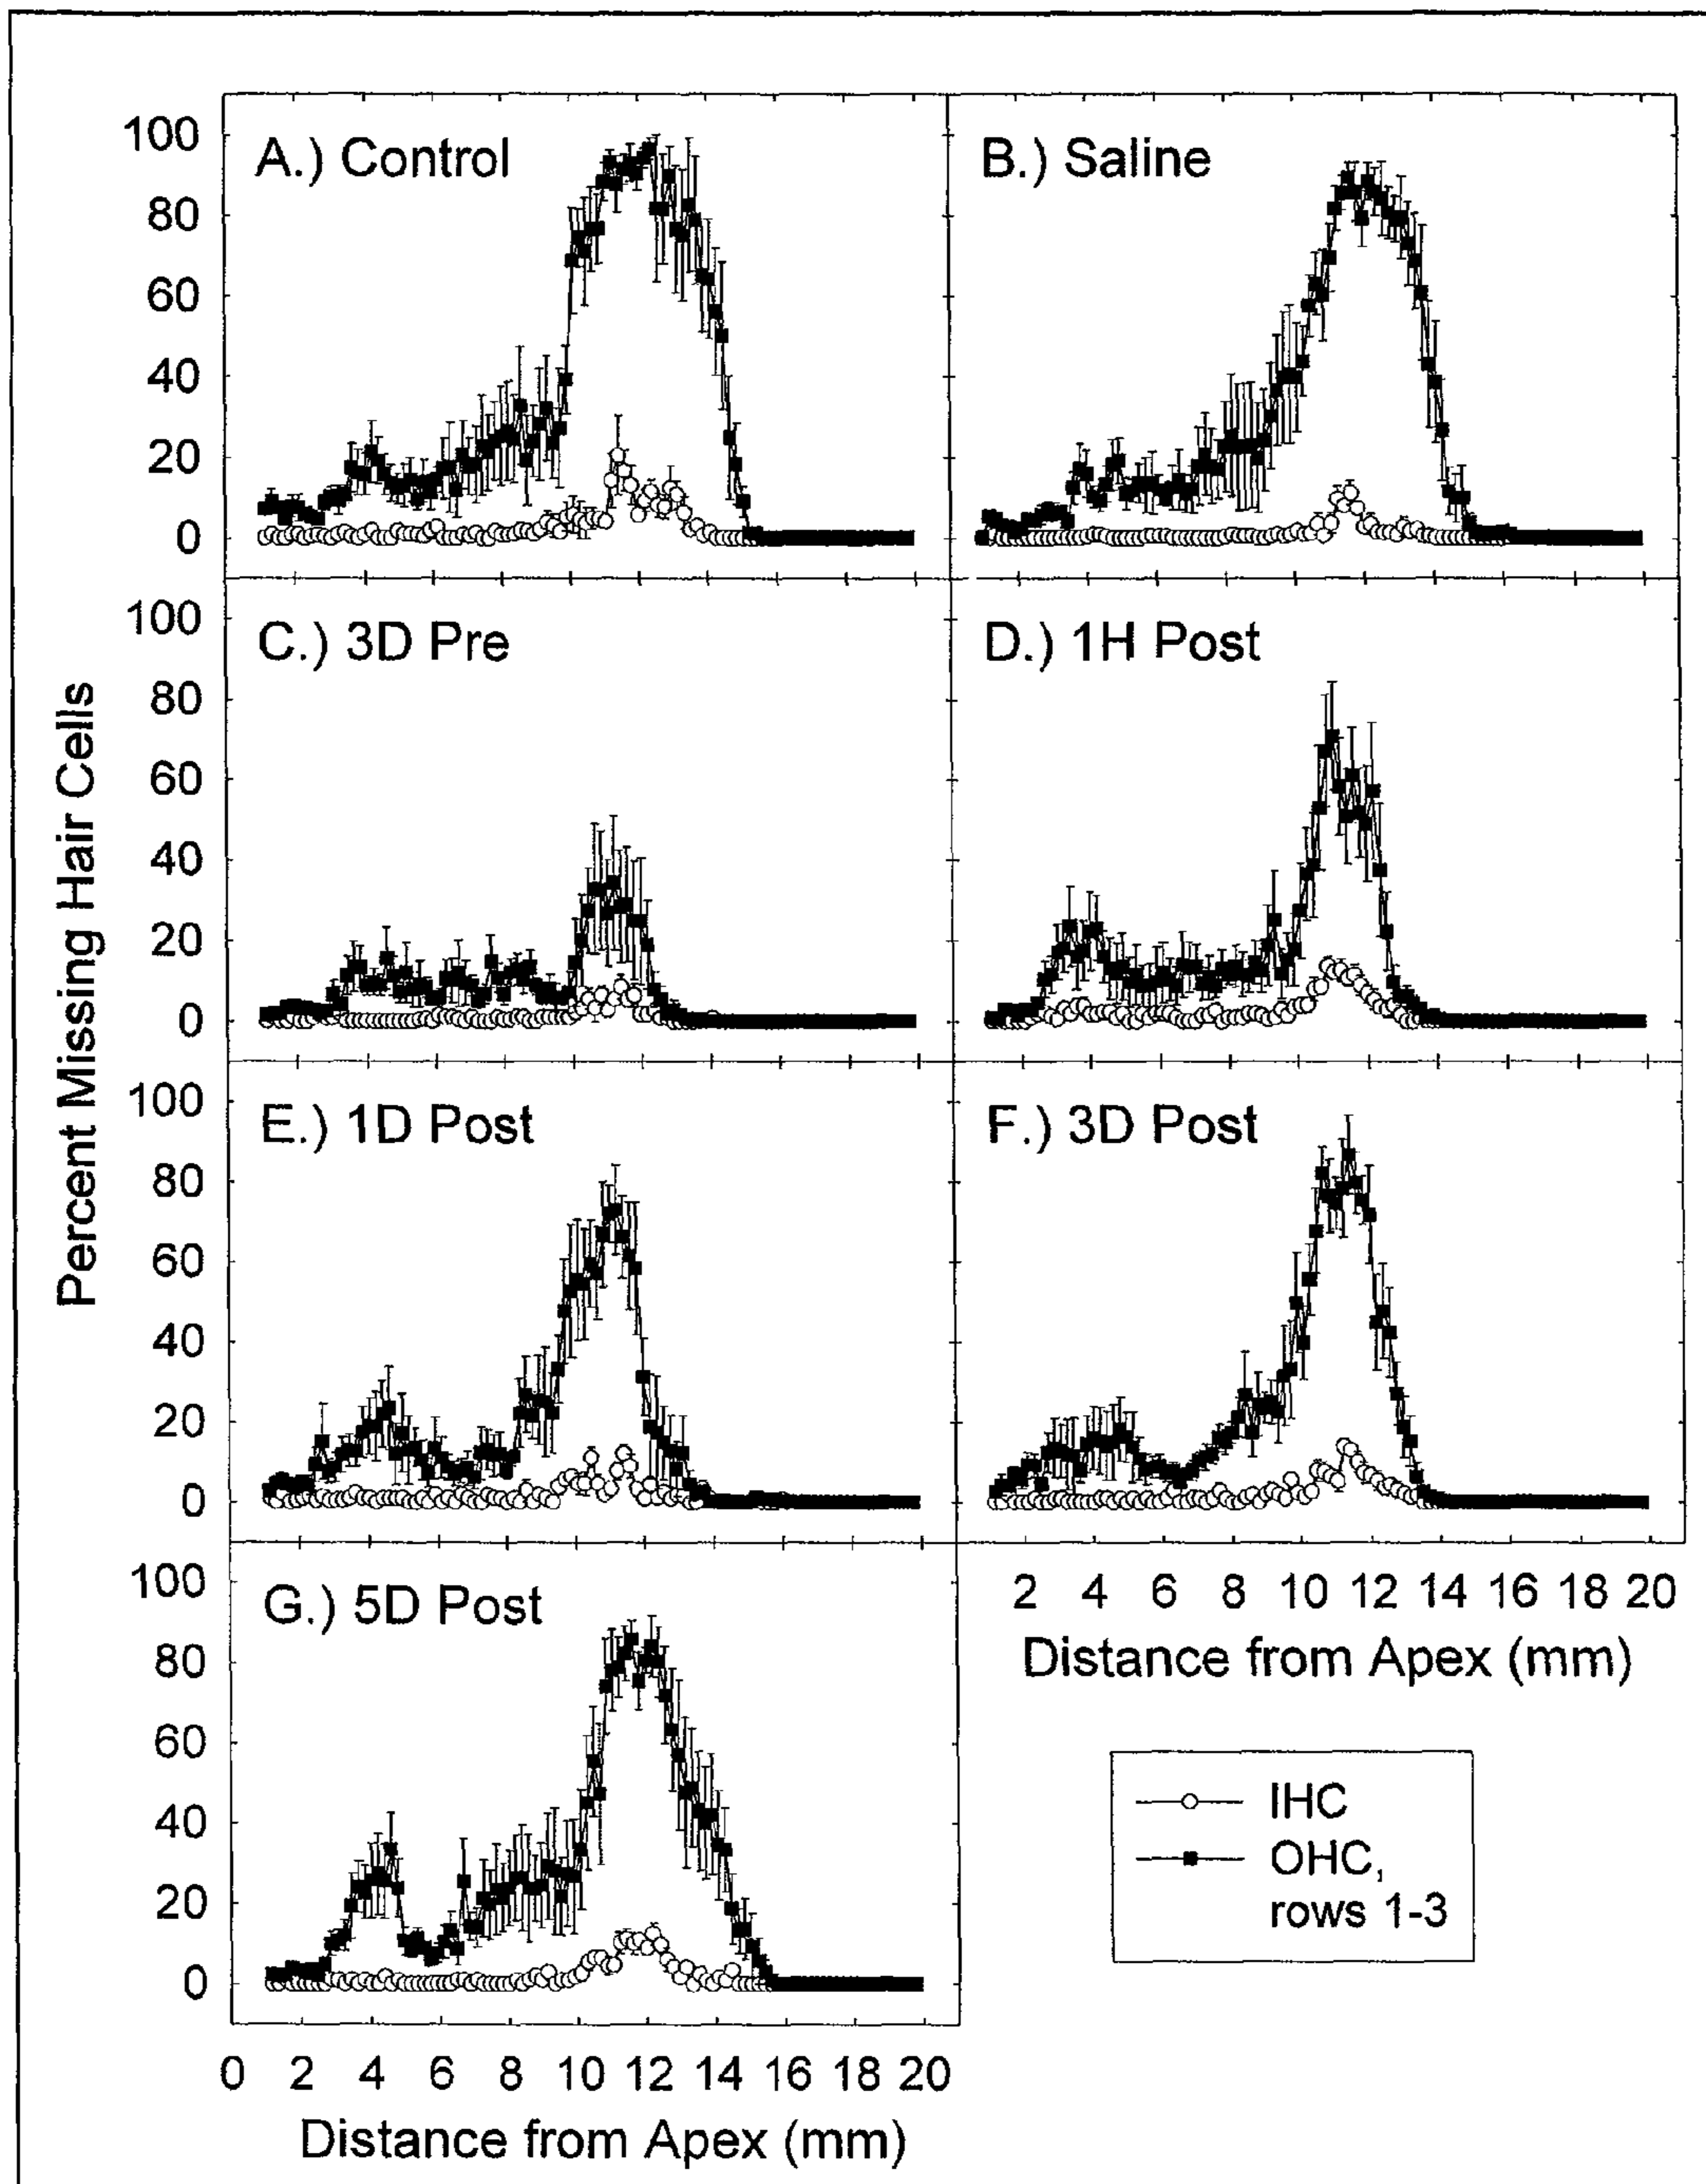 Percent Missing Hair Cells
100
80
60
40
20
0
A.) Control
B.) Saline
100
80
60
40
20
0
C.) 3D Pre
D.) 1H Post
100
80
60
40
20
0
E.) 1D Post
F.) 3D Post
2 4 6 8 10 12 14 16 18 20
Distance from Apex (mm)
100
80
60
40
20
0
G.) 5D Post
0 2 4 6 8 10 12 14 16 18 20
Distance from Apex (mm)
IHC
OHC,
rows 1-3